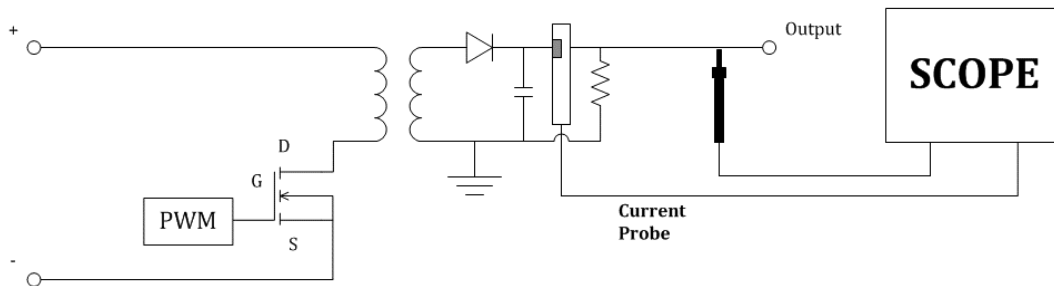 +
Output
SCOPE
D
G
PWM
S
Current
Probe
-